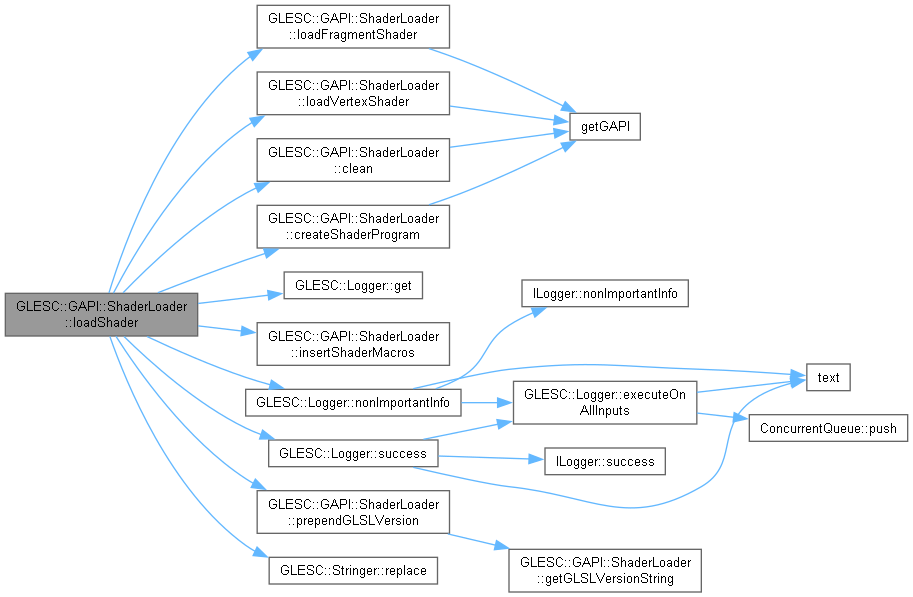 GLESC::GAPI::ShaderLoader
::loadShader
GLESC::GAPI::ShaderLoader
::loadFragmentShader
GLESC::GAPI::ShaderLoader
::loadVertexShader
GLESC::GAPI::ShaderLoader
::clean
GLESC::GAPI::ShaderLoader
::createShaderProgram
GLESC::Logger::get
GLESC::GAPI::ShaderLoader
::insertShaderMacros
GLESC::Logger::nonImportantInfo
GLESC::Logger::success
GLESC::GAPI::ShaderLoader
::prependGLSLVersion
GLESC::Stringer::replace
getGAPI
ILogger::nonImportantInfo
GLESC::Logger::executeOn
AllInputs
ILogger::success
GLESC::GAPI::ShaderLoader
::getGLSLVersionString
text
ConcurrentQueue::push